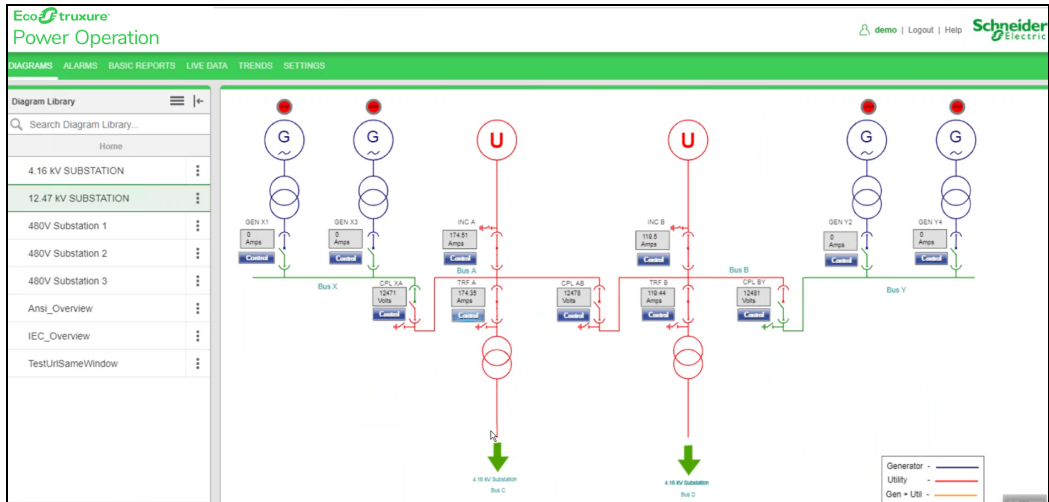 EcoStruxure
Power Operation
demo | Logout | Help
Schneider
Electric
DIAGRAMS ALARMS BASIC REPORTS LIVE DATA TRENDS SETTINGS
Diagram Library
Search Diagram Library...
Home
4.16 kV SUBSTATION
12.47 kV SUBSTATION
480V Substation 1
480V Substation 2
480V Substation 3
Ansi_Overview
IEC_Overview
TestUrlSameWindow
G G U U G G
GEN X1 GEN X3 INC A INC B GEN Y2 GEN Y4
0 Amps
0 Amps
174.51 Amps
119.5 Amps
0 Amps
0 Amps
Control Control Control Control
Bus A Bus B
Bus X Bus Y
CPL XA TRF A CPL AB TRF B CPL BY
12471 Volts
174.35 Amps
12478 Volts
119.44 Amps
12481 Volts
Control Control Control Control Control
4.16 kV Substation
Bus C
4.16 kV Substation
Bus D
Generator -
Utility -
Gen + Util -